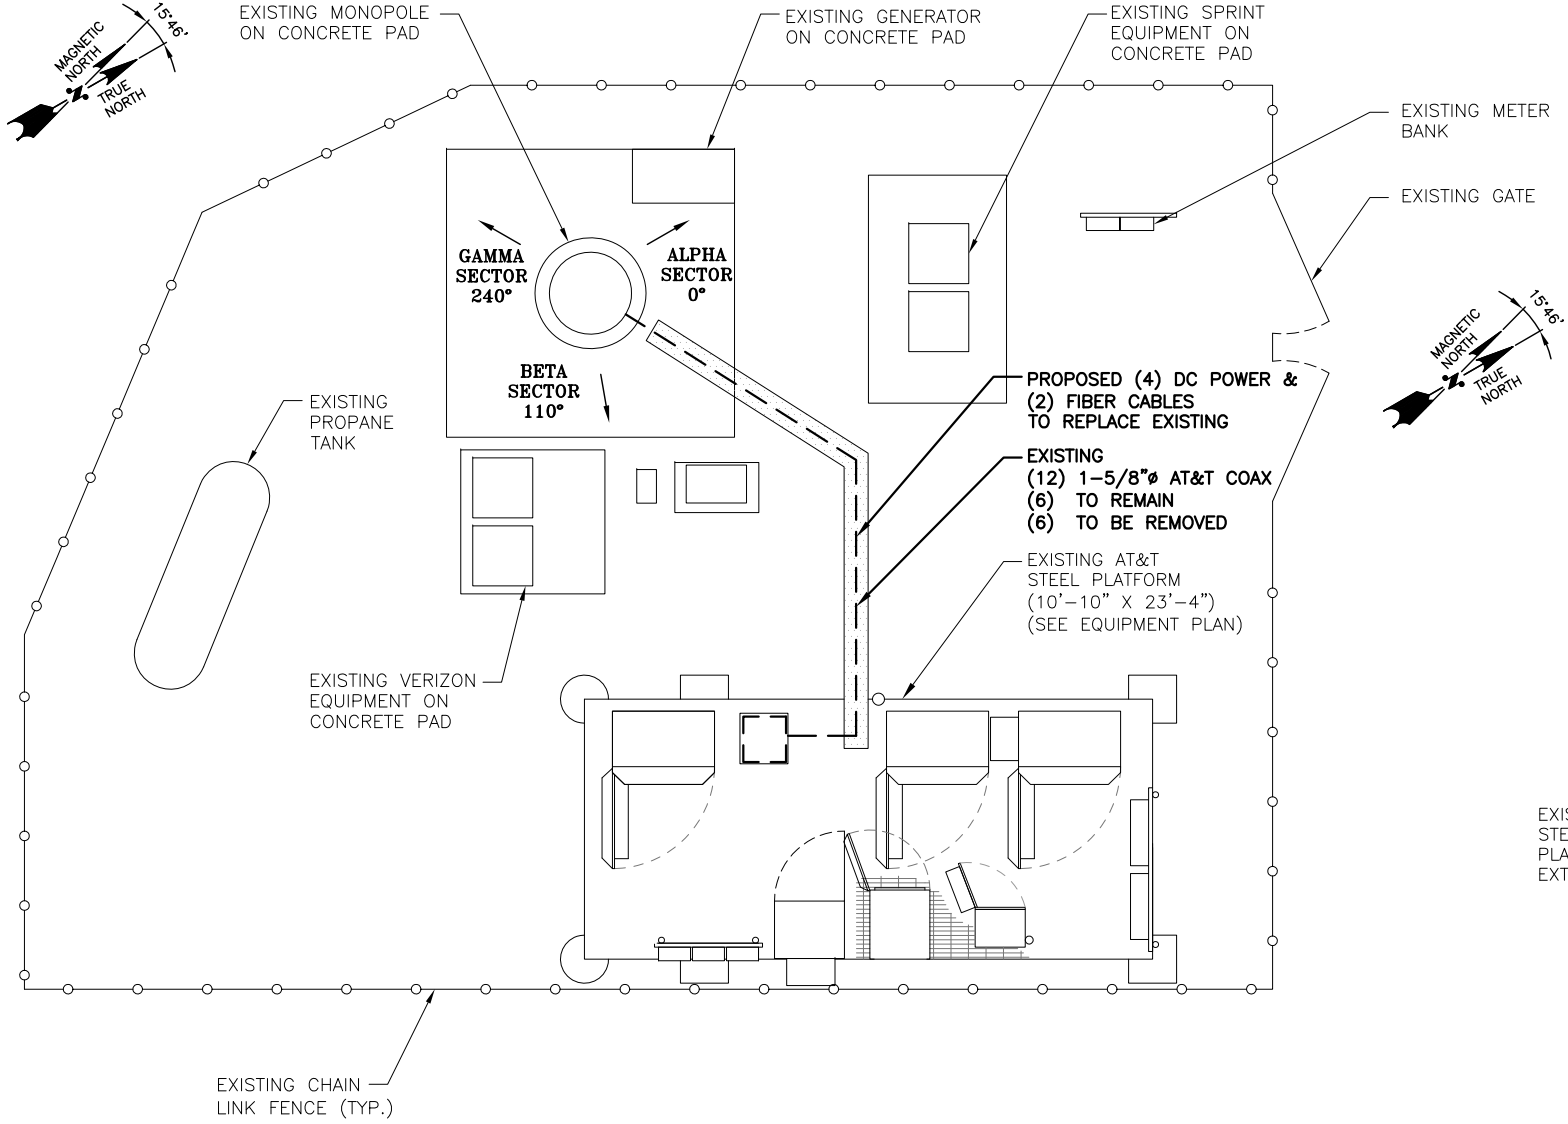 15°46'
MAGNETIC
NORTH
TRUE
NORTH
EXISTING MONOPOLE
ON CONCRETE PAD
EXISTING GENERATOR
ON CONCRETE PAD
EXISTING SPRINT
EQUIPMENT ON
CONCRETE PAD
EXISTING METER
BANK
EXISTING GATE
GAMMA
SECTOR
240°
ALPHA
SECTOR
0°
BETA
SECTOR
110°
15°46'
MAGNETIC
NORTH
TRUE
NORTH
PROPOSED (4) DC POWER &
(2) FIBER CABLES
TO REPLACE EXISTING
EXISTING
PROPANE
TANK
EXISTING
(12) 1-5/8"ø AT&T COAX
(6) TO REMAIN
(6) TO BE REMOVED
EXISTING AT&T
STEEL PLATFORM
(10'-10" X 23'-4")
(SEE EQUIPMENT PLAN)
EXISTING VERIZON
EQUIPMENT ON
CONCRETE PAD
EXISTING CHAIN
LINK FENCE (TYP.)